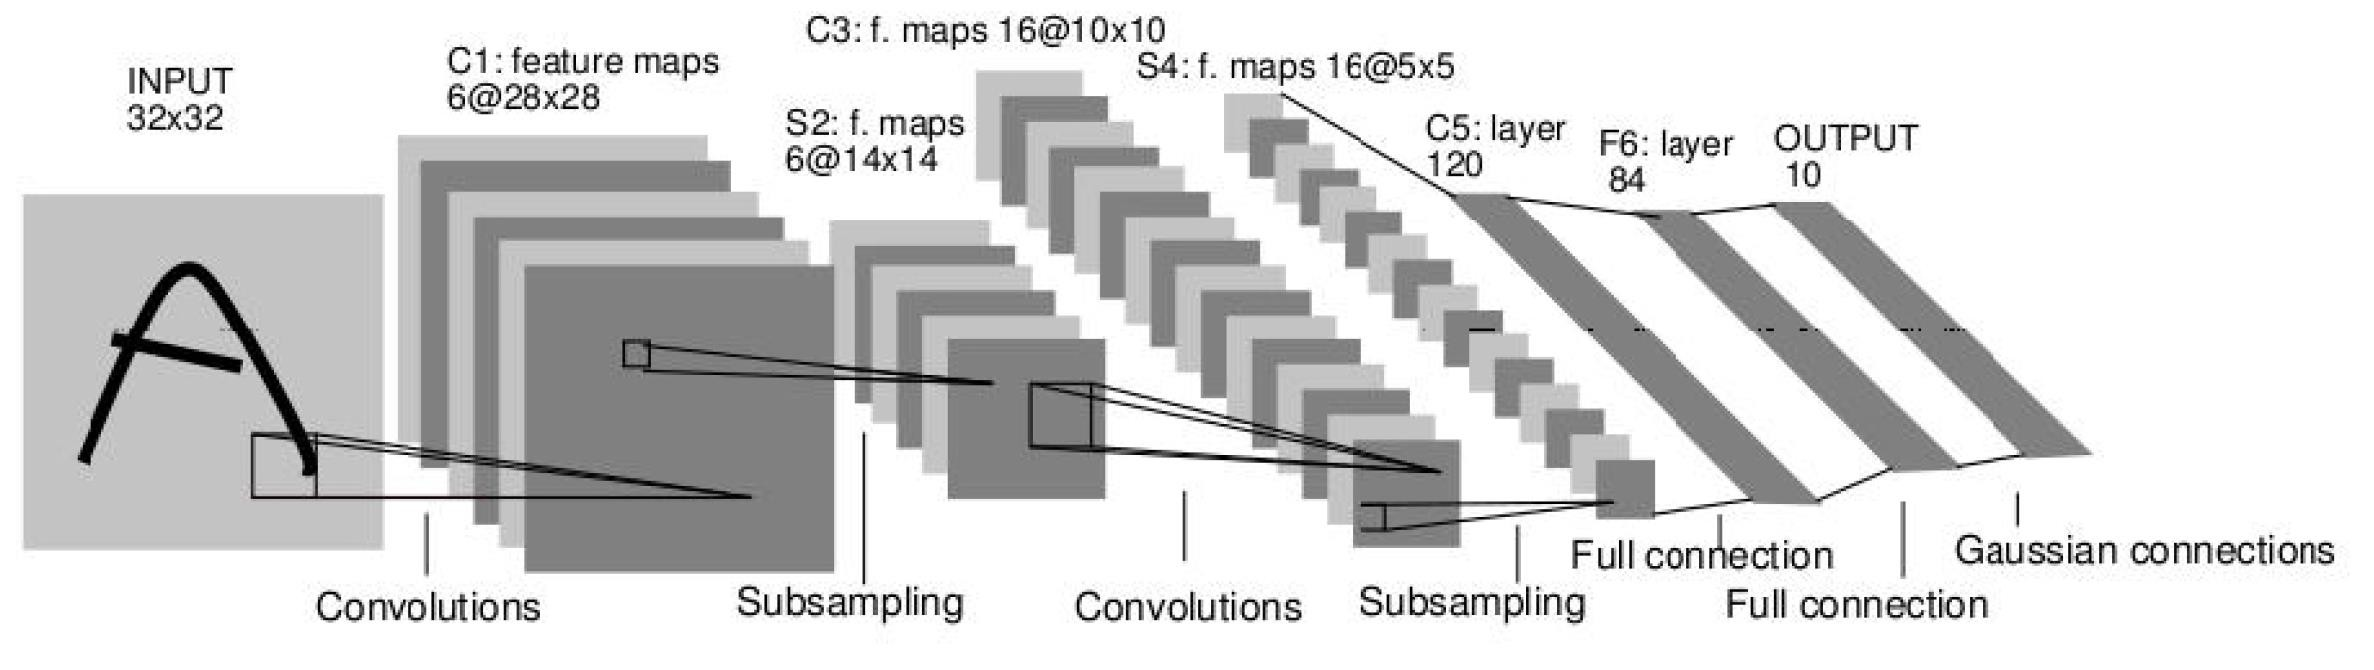 INPUT
32x32
C1: feature maps
6@28x28
S2: f. maps
6@14x14
C3: f. maps 16@10x10
S4: f. maps 16@5x5
C5: layer
120
F6: layer
84
OUTPUT
10
Convolutions
Subsampling
Convolutions
Subsampling
Full connection
Full connection
Gaussian connections
A